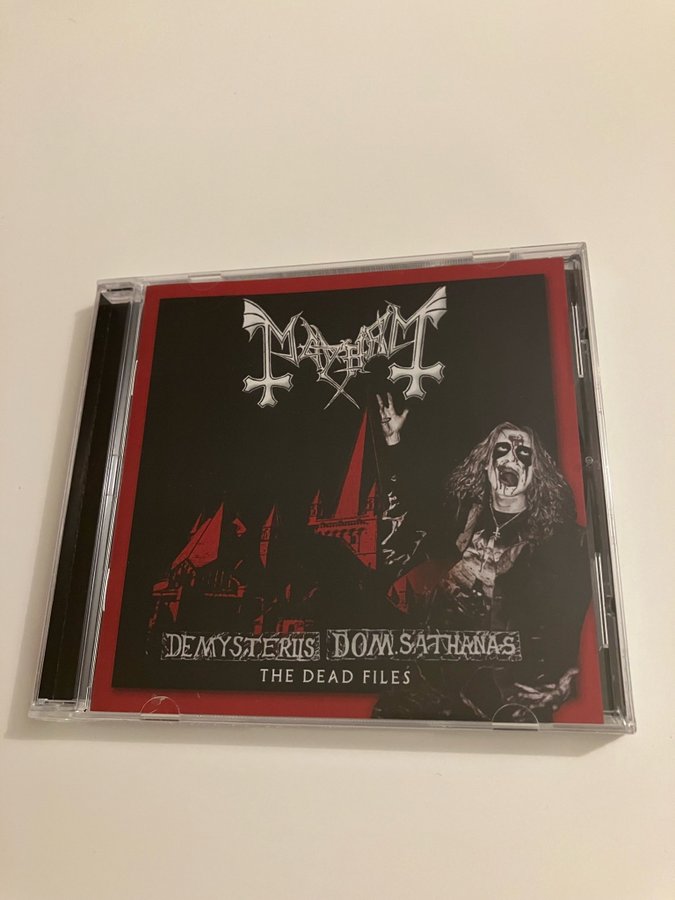 MAYHEM
DE MYSTERIIS DOM. SATHANAS
THE DEAD FILES